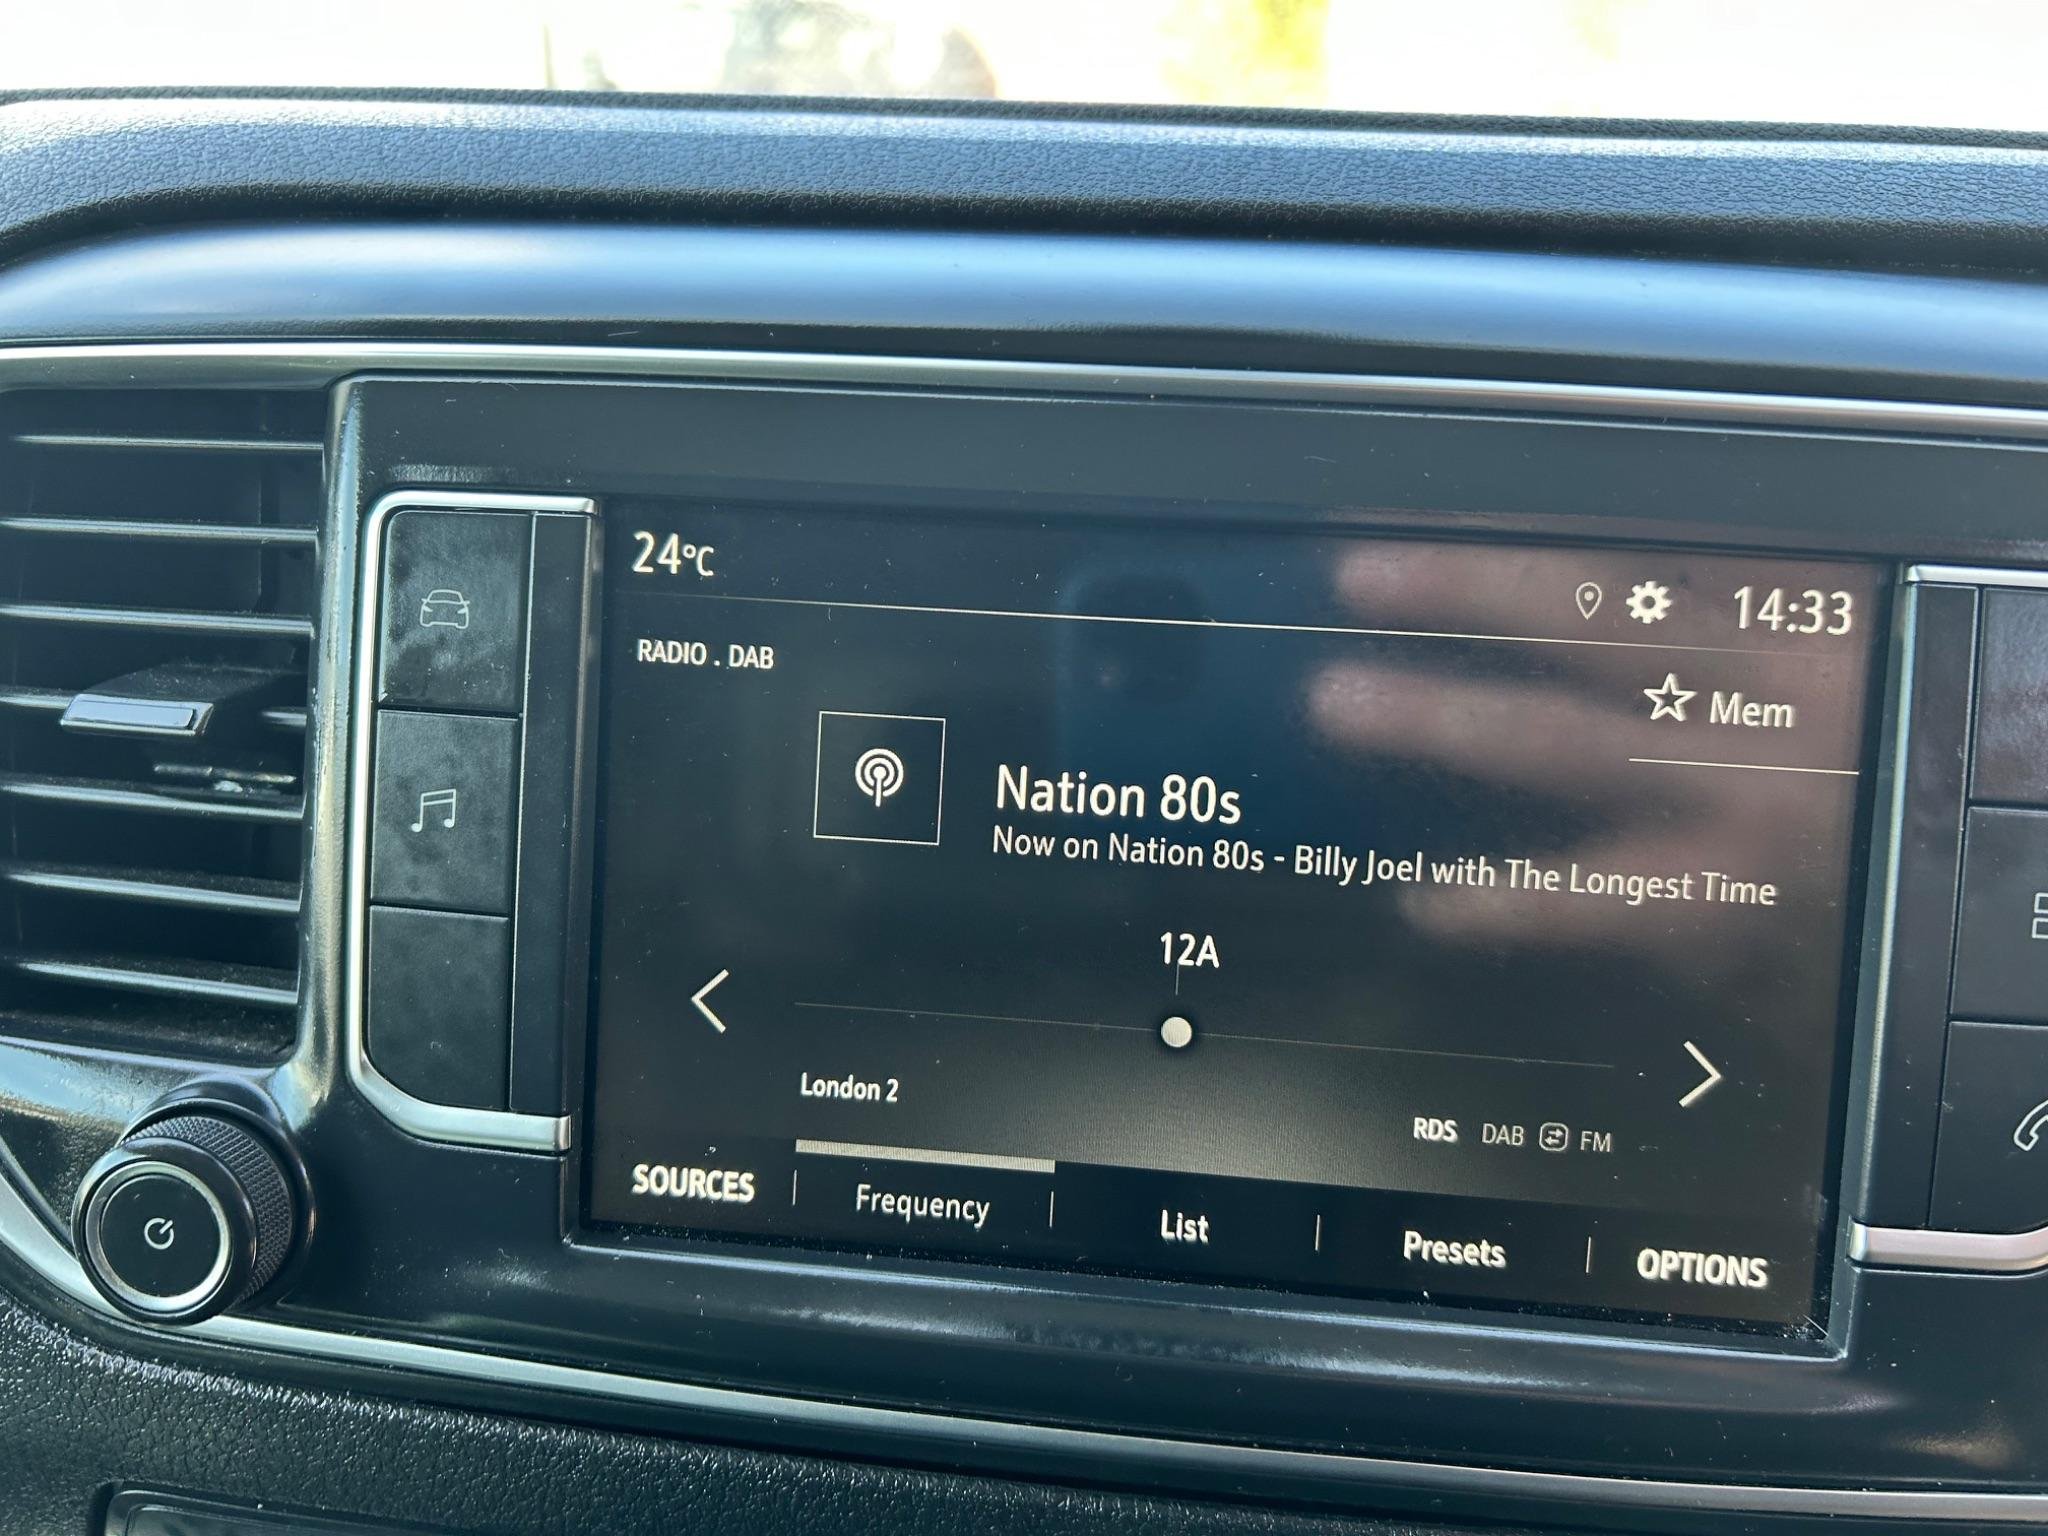 24°C
14:33
RADIO . DAB
Mem
Nation 80s
Now on Nation 80s - Billy Joel with The Longest Time
12A
London 2
RDS DAB FM
SOURCES Frequency List Presets OPTIONS